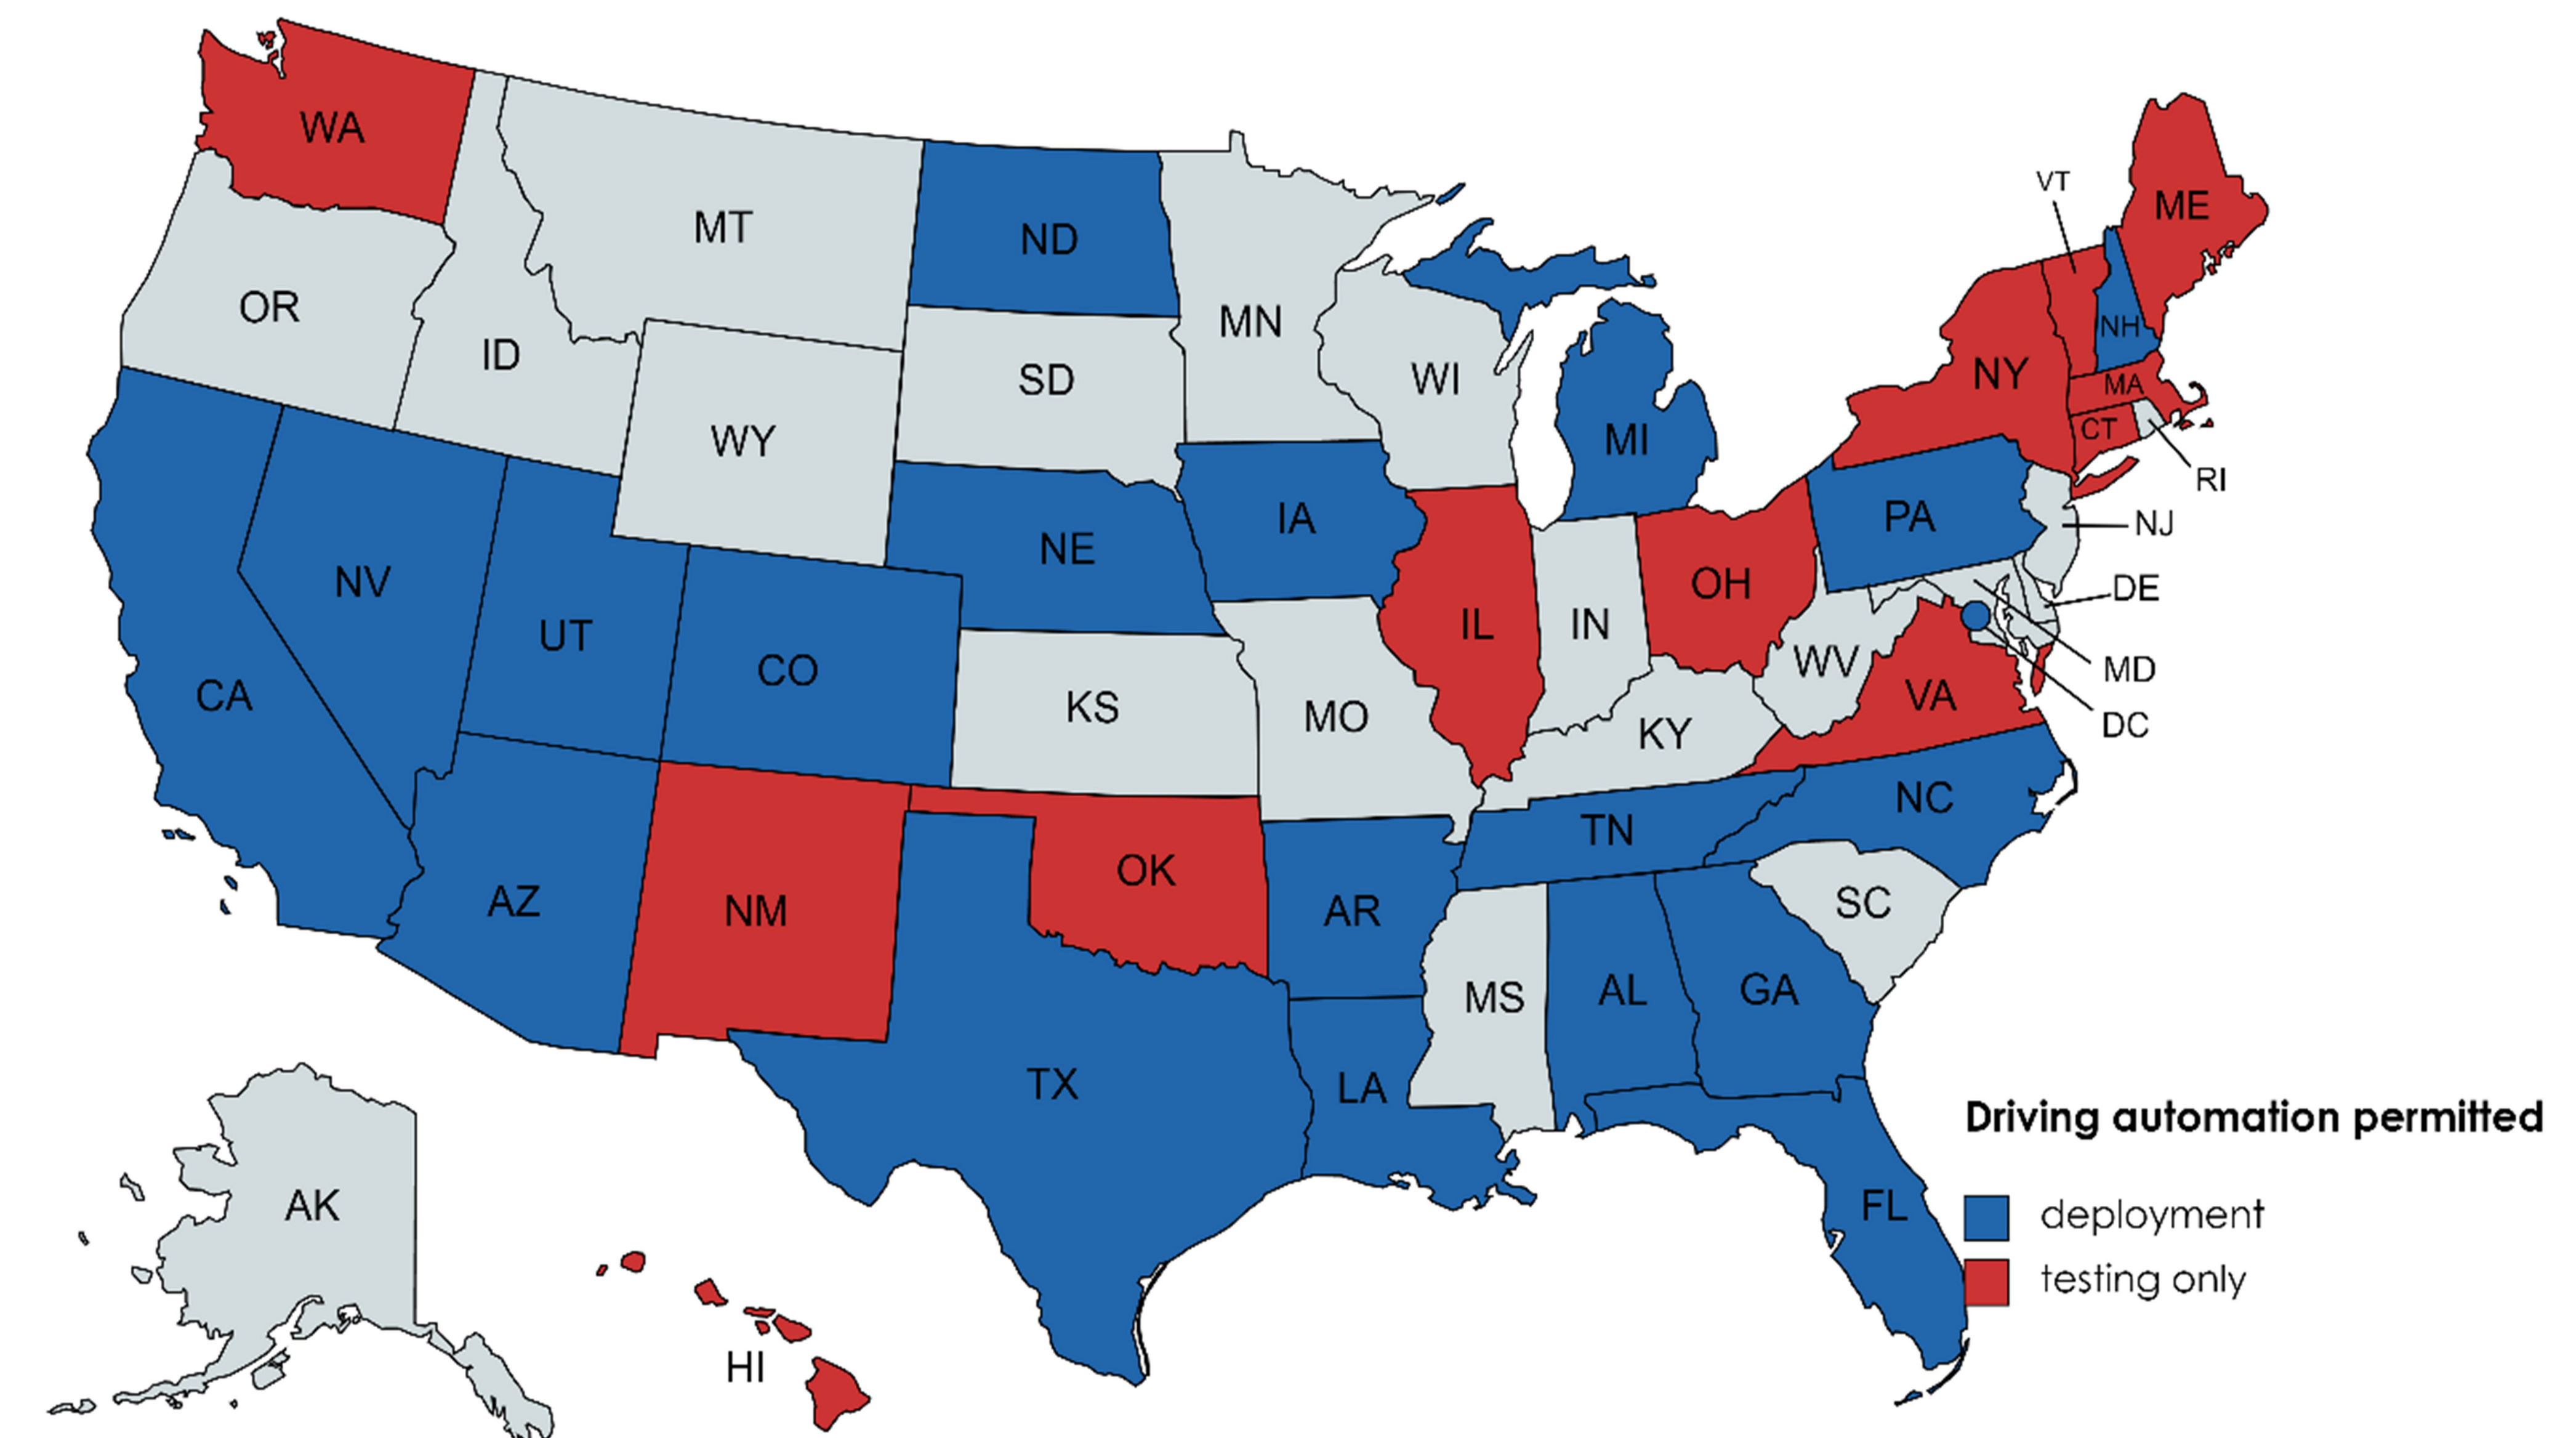 WA
VT
ME
MT
ND
OR
MN
NH
ID
NY
SD
WI
MA
CT
WY
MI
RI
IA
PA
NJ
NE
NV
OH
DE
IL
IN
UT
CO
WV
MD
CA
VA
KS
MO
KY
DC
NC
TN
OK
AZ
NM
AR
SC
MS
AL
GA
TX
LA
Driving automation permitted
AK
FL
deployment
testing only
HI